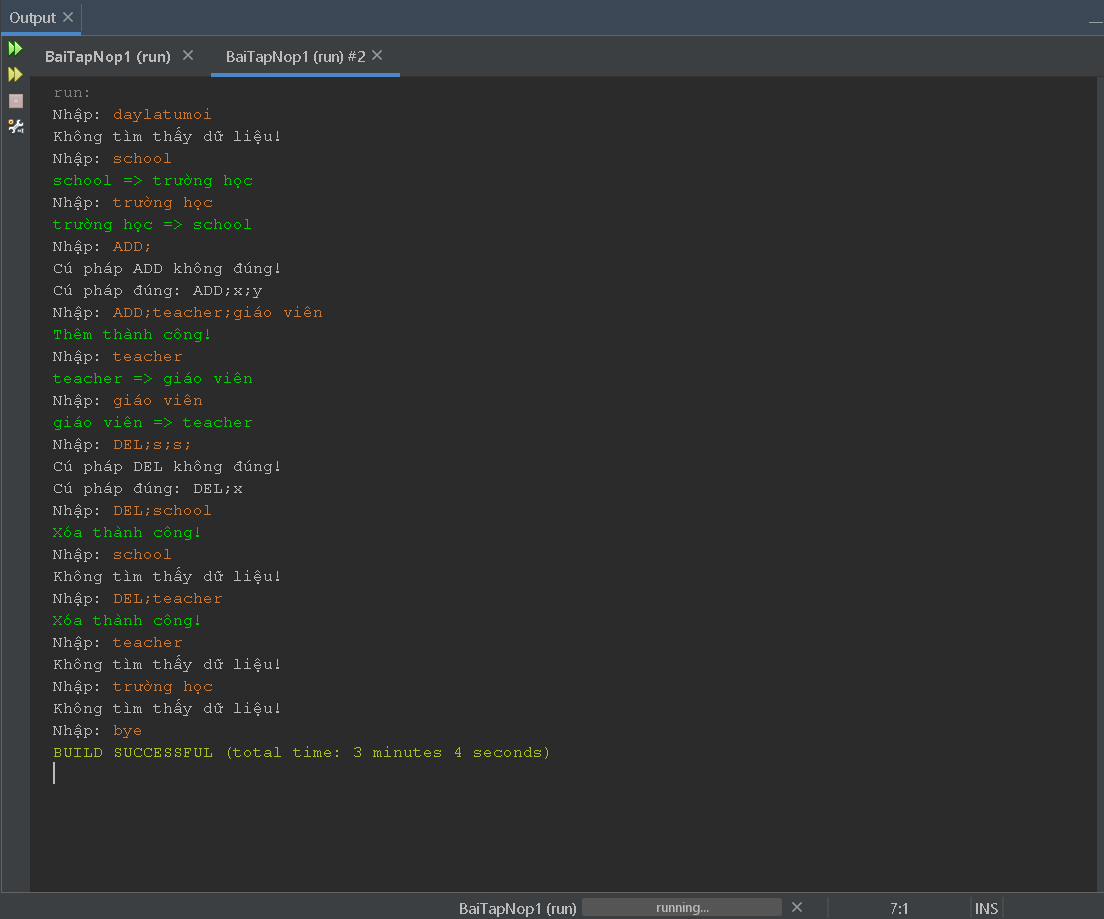 Output
BaiTapNop1 (run)
BaiTapNop1 (run) #2
run:
Nhập: daylatumoi
Không tìm thấy dữ liệu!
Nhập: school
school => trường học
Nhập: trường học
trường học => school
Nhập: ADD;
Cú pháp ADD không đúng!
Cú pháp đúng: ADD;x;y
Nhập: ADD;teacher;giáo viên
Thêm thành công!
Nhập: teacher
teacher => giáo viên
Nhập: giáo viên
giáo viên => teacher
Nhập: DEL;s;s;
Cú pháp DEL không đúng!
Cú pháp đúng: DEL;x
Nhập: DEL;school
Xóa thành công!
Nhập: school
Không tìm thấy dữ liệu!
Nhập: DEL;teacher
Xóa thành công!
Nhập: teacher
Không tìm thấy dữ liệu!
Nhập: trường học
Không tìm thấy dữ liệu!
Nhập: bye
BUILD SUCCESSFUL (total time: 3 minutes 4 seconds)
BaiTapNop1 (run) running... 7:1 INS